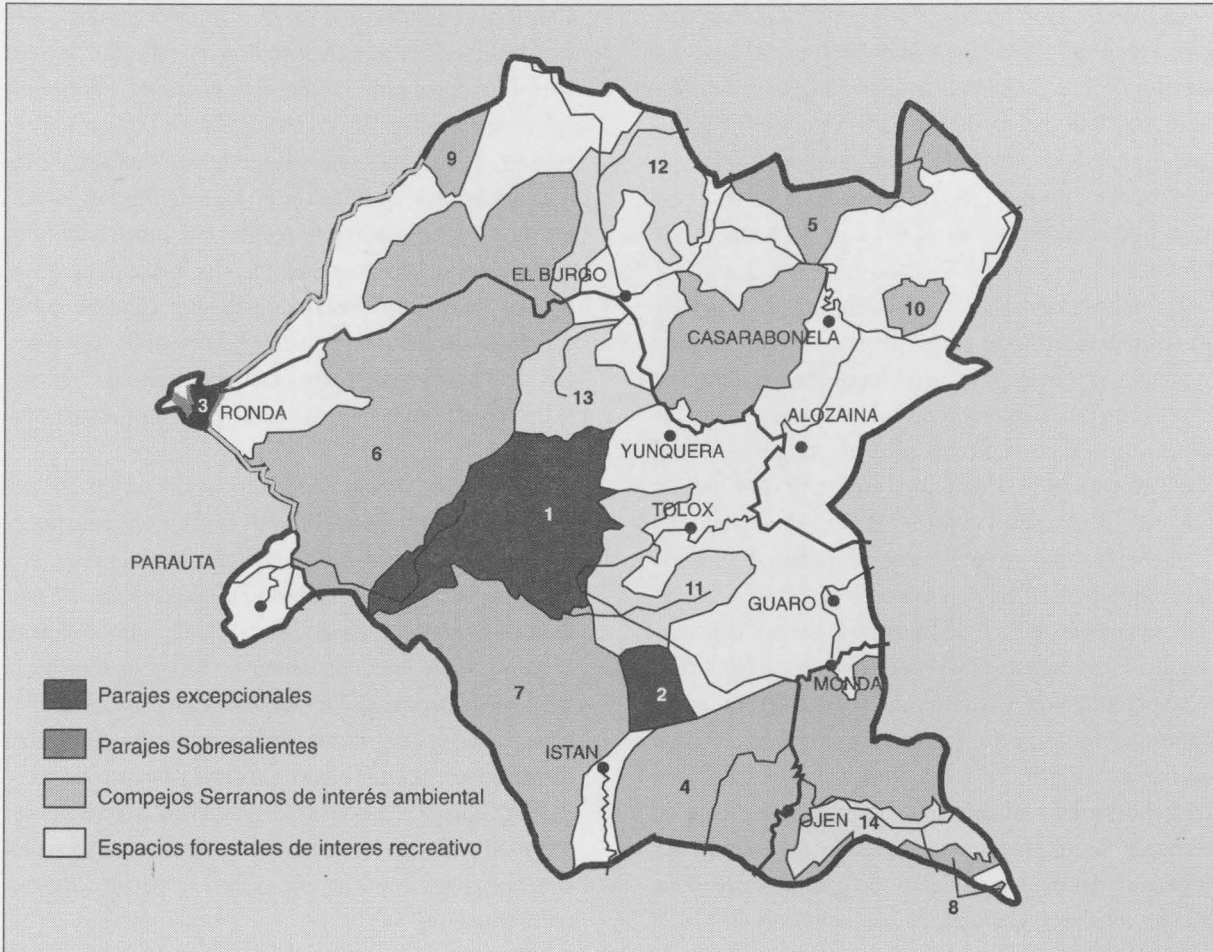 9
12
5
EL BURGO
10
CASARABONELA
3
RONDA
13
ALOZAINA
6
YUNQUERA
1
TOLOX
PARAUTA
11
GUARO
7
2
MONDA
Parajes excepcionales
Parajes Sobresalientes
ISTAN
4
Compejos Serranos de interés ambiental
OJEN
14
Espacios forestales de interes recreativo
8